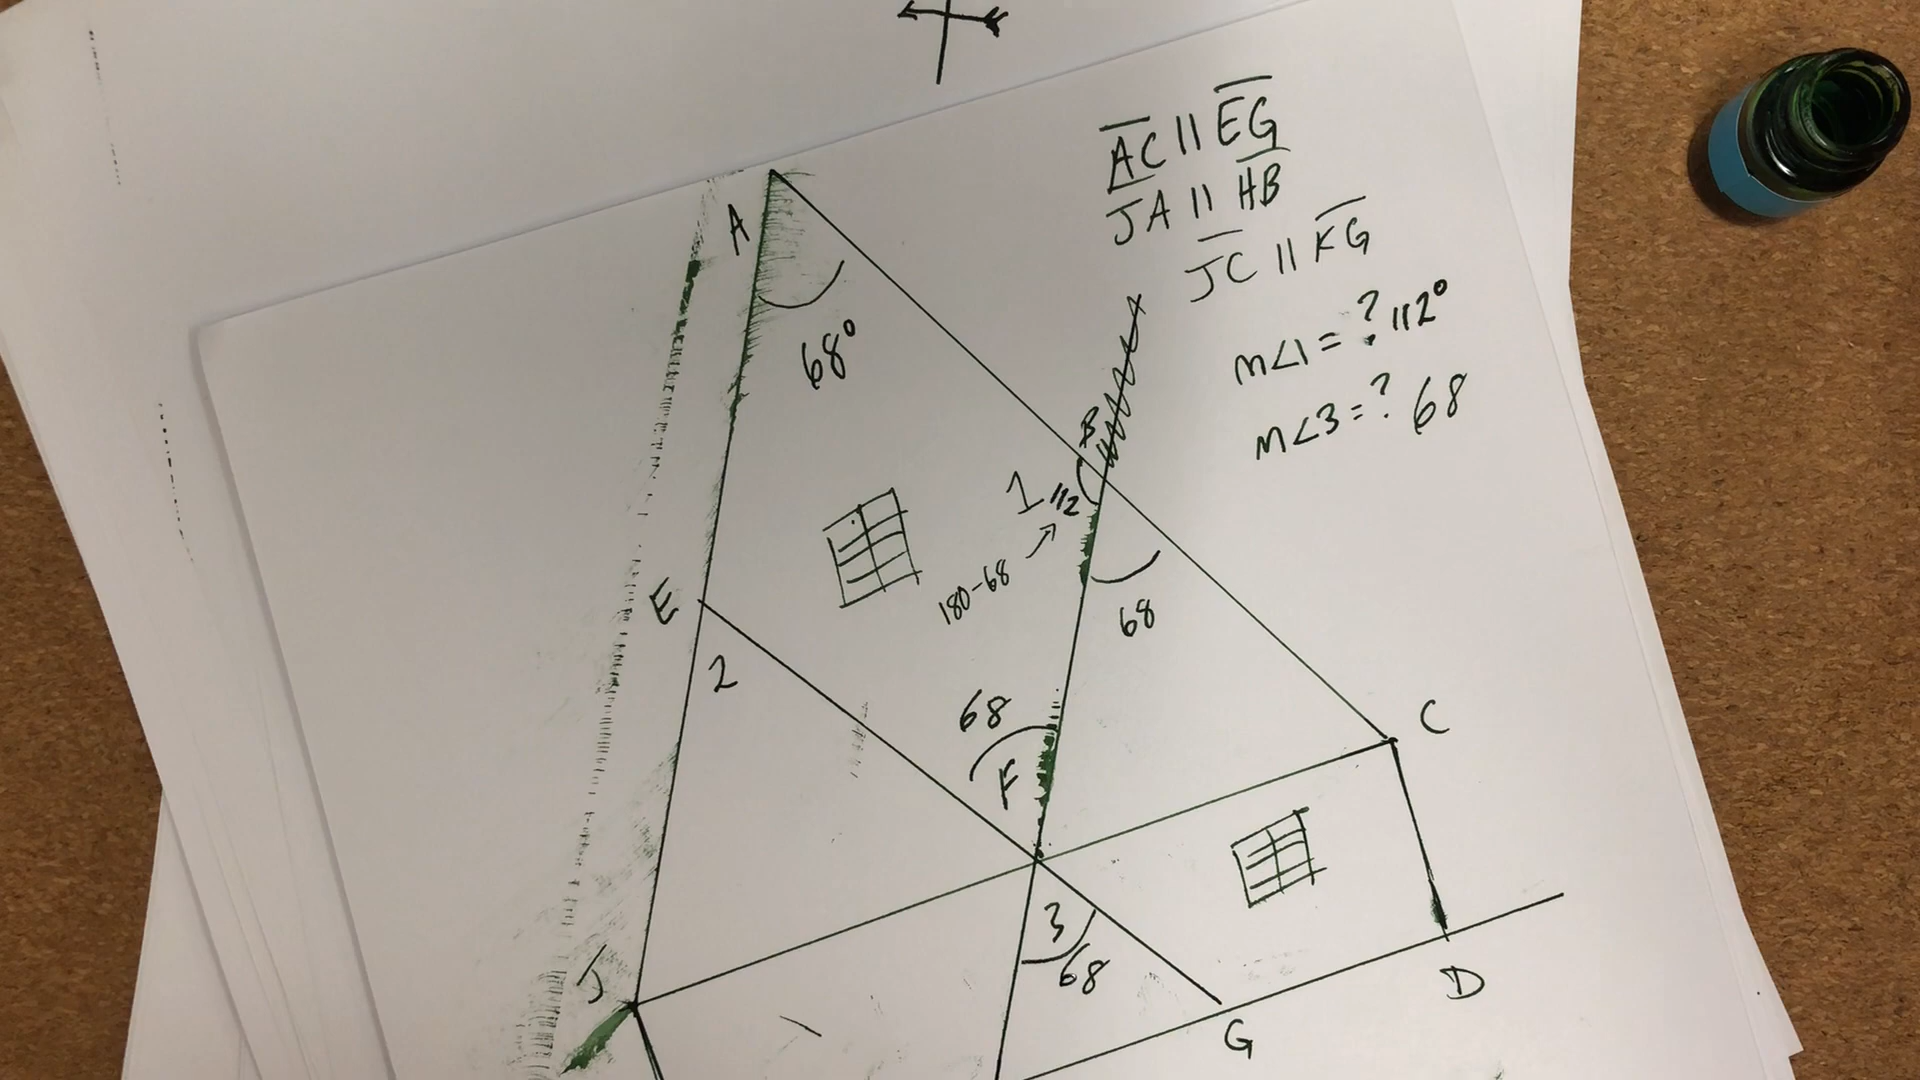 AC || EG
JA || HB
JC || KG
m∠1 = ? 112°
m∠3 = ? 68
A
68°
B
1 112
180-68
68
E
2
68
F
C
3
68
J
D
G